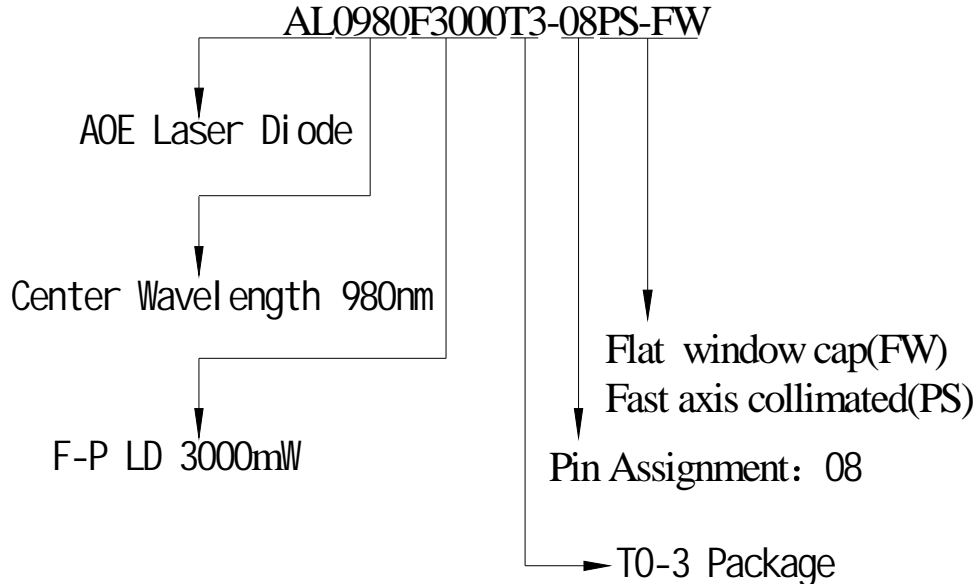 AL0980F3000T3-08PS-FW
AOE Laser Diode
Center Wavelength 980nm
Flat window cap(FW)
Fast axis collimated(PS)
F-P LD 3000mW
Pin Assignment：08
TO-3 Package